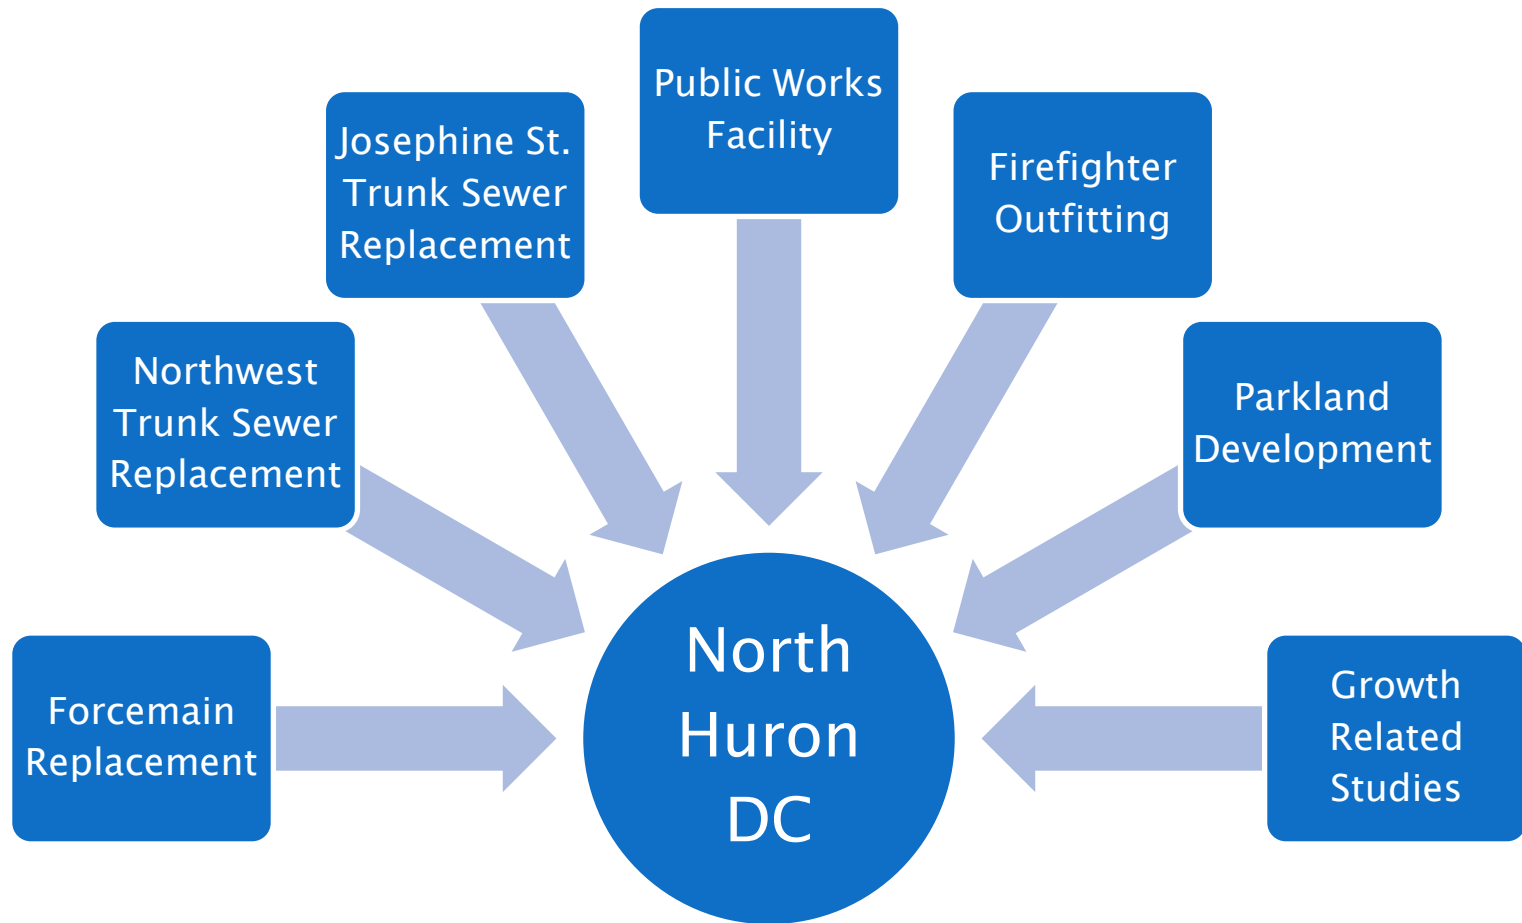 Public Works
Facility
Josephine St.
Trunk Sewer
Replacement
Firefighter
Outfitting
Northwest
Trunk Sewer
Replacement
Parkland
Development
Forcemain
Replacement
North
Huron
DC
Growth
Related
Studies